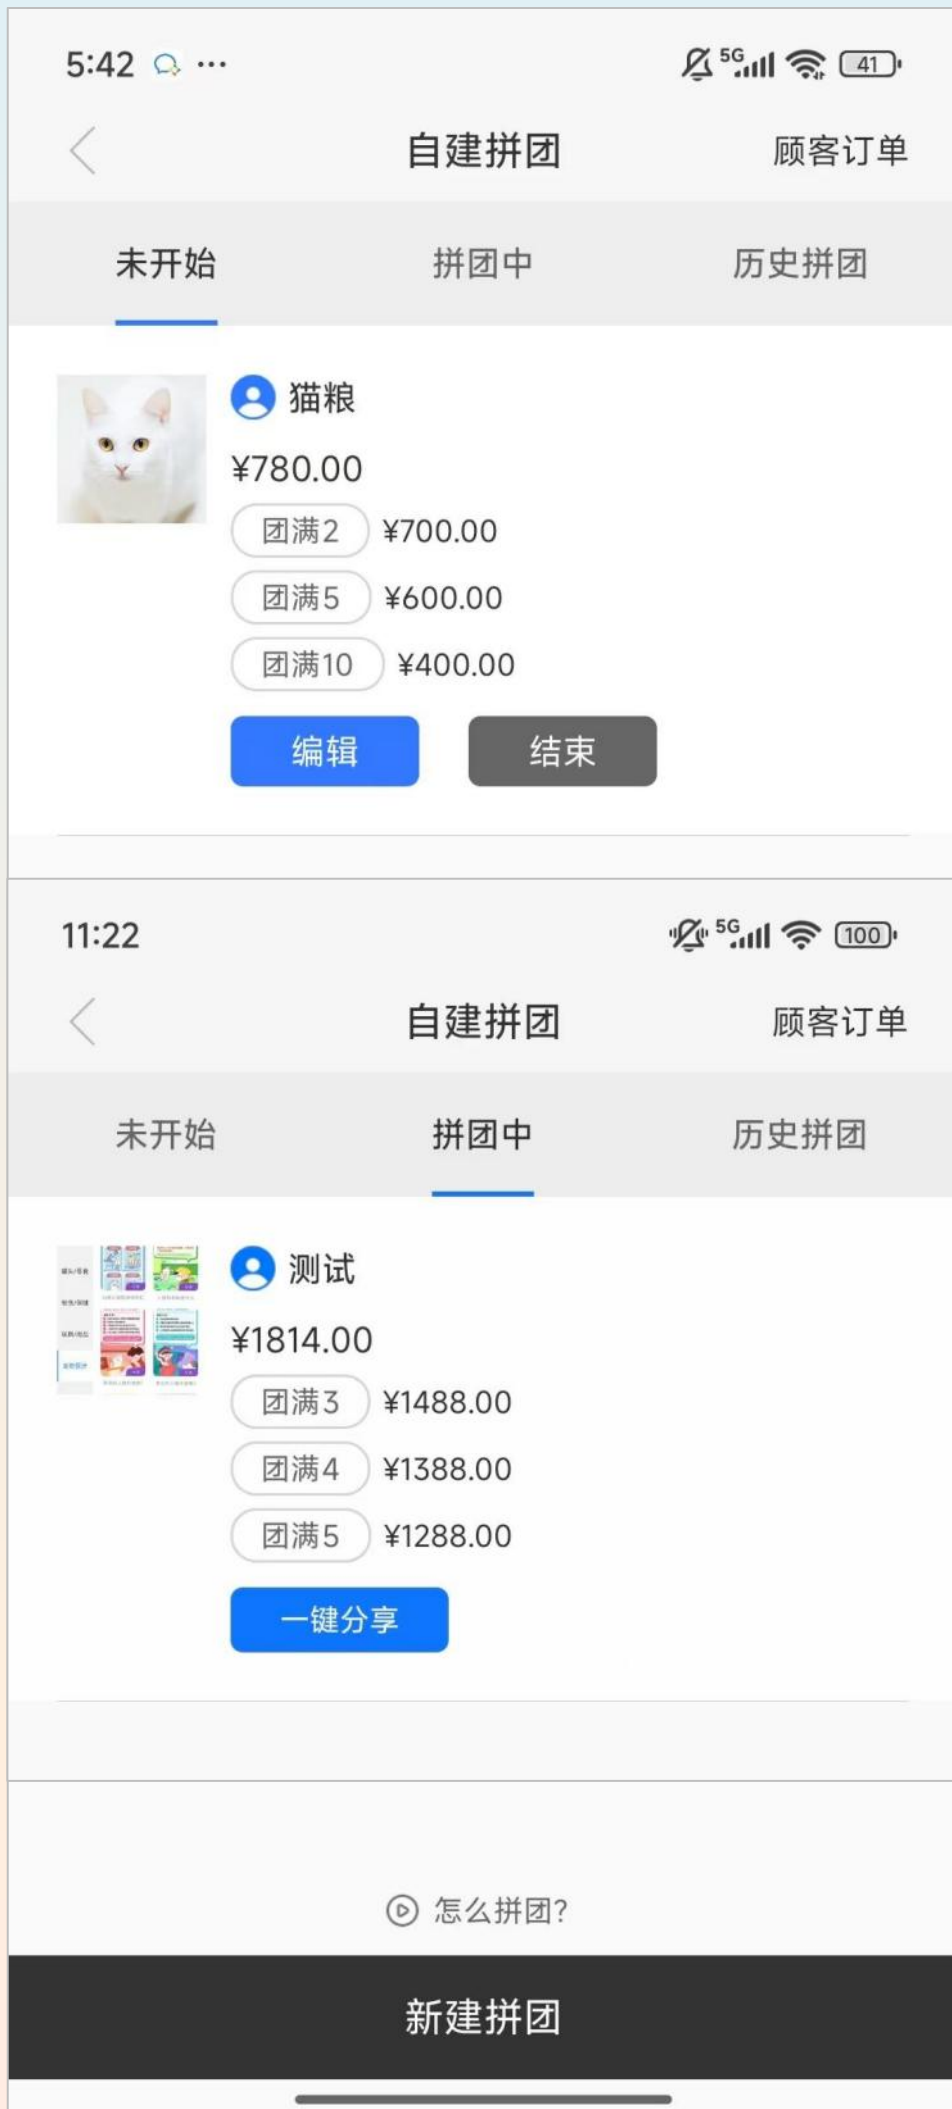 5:42 ... 5G 41
自建拼团 顾客订单
未开始 拼团中 历史拼团
猫粮
¥780.00
团满2 ¥700.00
团满5 ¥600.00
团满10 ¥400.00
编辑 结束
11:22 5G 100
自建拼团 顾客订单
未开始 拼团中 历史拼团
测试
¥1814.00
团满3 ¥1488.00
团满4 ¥1388.00
团满5 ¥1288.00
一键分享
怎么拼团?
新建拼团